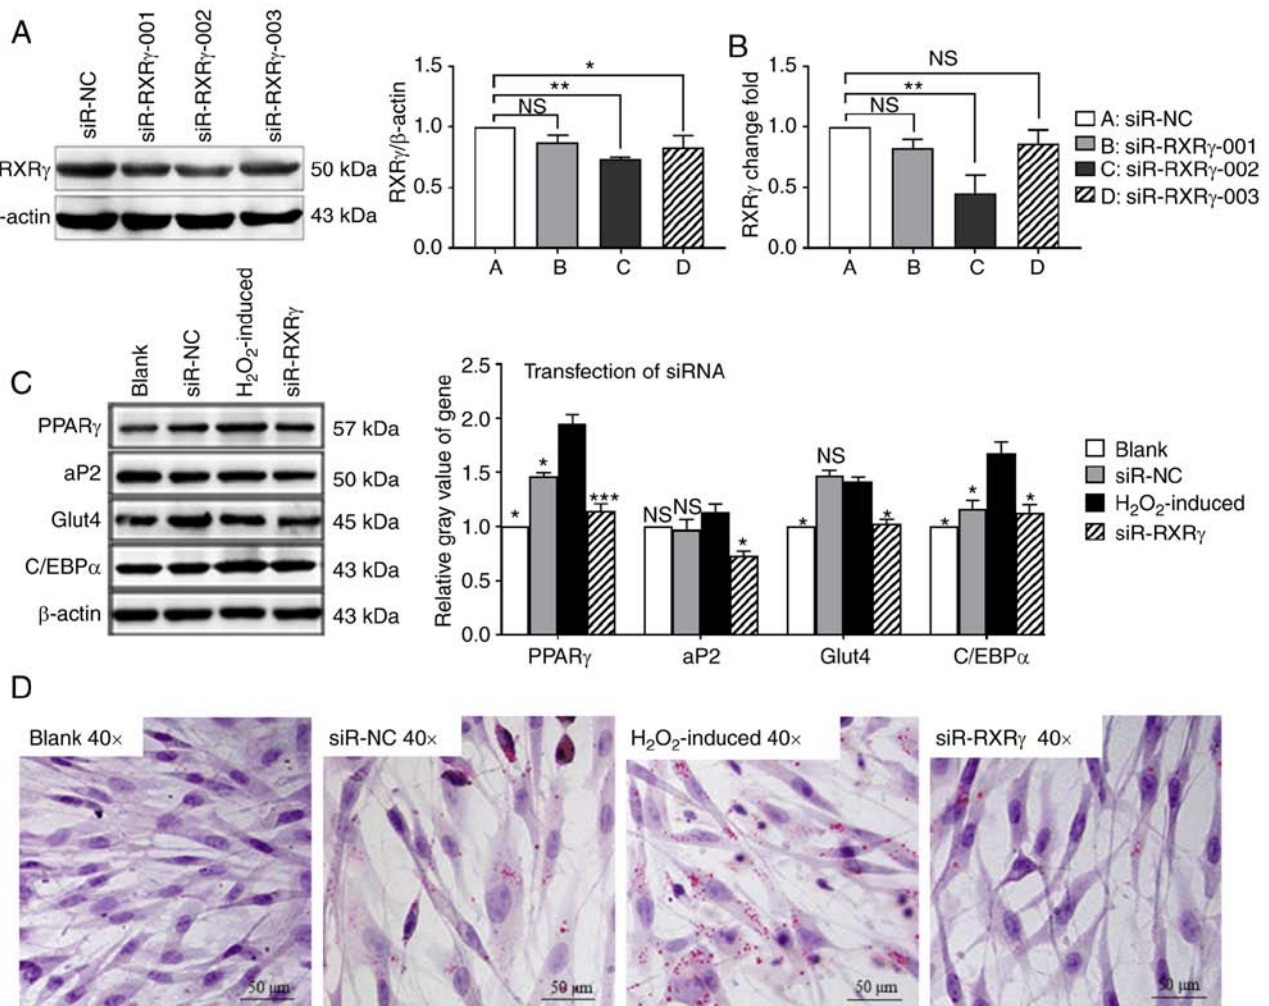 A
siR-NC
siR-RXRγ-001
siR-RXRγ-002
siR-RXRγ-003
RXRγ
50 kDa
-actin
43 kDa
RXRγ/β-actin
1.5
1.0
0.5
0.0
*
**
NS
A B C D
B
RXRγ change fold
1.5
1.0
0.5
0.0
NS
**
NS
A B C D
A: siR-NC
B: siR-RXRγ-001
C: siR-RXRγ-002
D: siR-RXRγ-003
C
Blank
siR-NC
H₂O₂-induced
siR-RXRγ
PPARγ 57 kDa
aP2 50 kDa
Glut4 45 kDa
C/EBPα 43 kDa
β-actin 43 kDa
Relative gray value of gene
2.5
2.0
1.5
1.0
0.5
0.0
Transfection of siRNA
* * ***
NS NS *
* NS *
* * *
PPARγ aP2 Glut4 C/EBPα
Blank
siR-NC
H₂O₂-induced
siR-RXRγ
D
Blank 40×
50 μm
siR-NC 40×
50 μm
H₂O₂-induced 40×
50 μm
siR-RXRγ 40×
50 μm